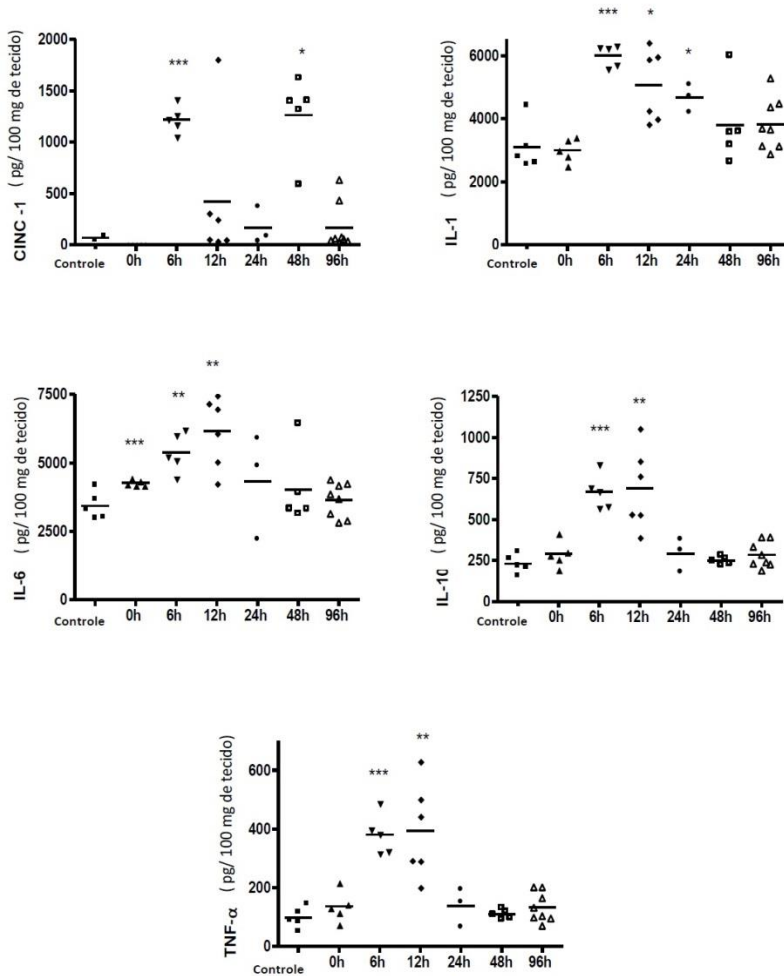 CINC -1 ( pg/ 100 mg de tecido)
2000
1500
1000
500
0
*** *
Controle 0h 6h 12h 24h 48h 96h
IL-1 ( pg/ 100 mg de tecido)
6000
4000
2000
0
*** * *
Controle 0h 6h 12h 24h 48h 96h
IL-6 ( pg/ 100 mg de tecido)
7500
5000
2500
0
*** ** **
Controle 0h 6h 12h 24h 48h 96h
IL-10 ( pg/ 100 mg de tecido)
1250
1000
750
500
250
0
*** **
Controle 0h 6h 12h 24h 48h 96h
TNF-α ( pg/ 100 mg de tecido)
600
400
200
0
*** **
Controle 0h 6h 12h 24h 48h 96h